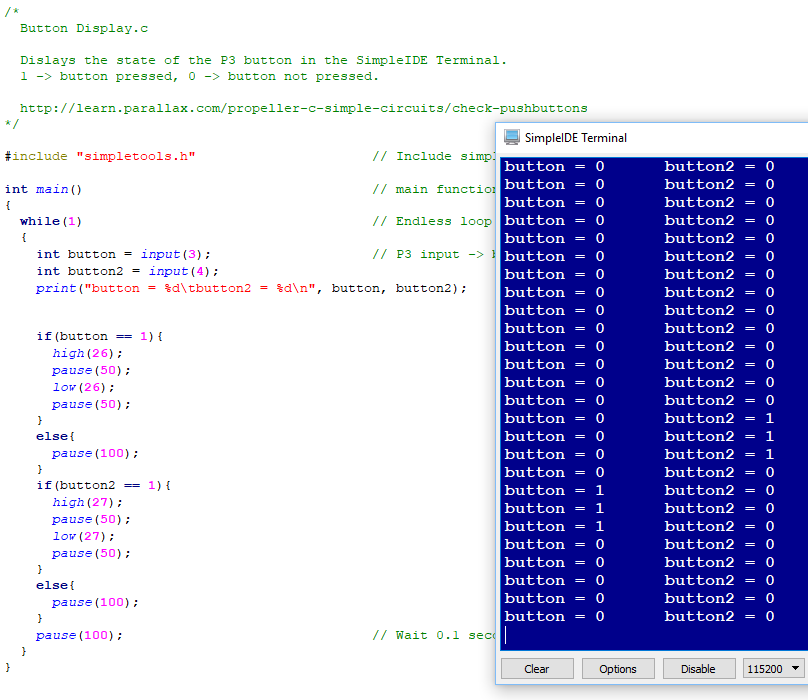 /*
Button Display.c
Dislays the state of the P3 button in the SimpleIDE Terminal.
1 -> button pressed, 0 -> button not pressed.
http://learn.parallax.com/propeller-c-simple-circuits/check-pushbuttons
*/
#include "simpletools.h" // Include
int main() // main function
{
while(1) // Endless loop
{
int button = input(3); // P3 input ->
int button2 = input(4);
print("button = %d\tbutton2 = %d\n", button, button2);
if(button == 1){
high(26);
pause(50);
low(26);
pause(50);
}
else{
pause(100);
}
if(button2 == 1){
high(27);
pause(50);
low(27);
pause(50);
}
else{
pause(100);
}
pause(100); // Wait 0.1
}
}
SimpleIDE Terminal
button = 0 button2 = 0
button = 0 button2 = 0
button = 0 button2 = 0
button = 0 button2 = 0
button = 0 button2 = 0
button = 0 button2 = 0
button = 0 button2 = 0
button = 0 button2 = 0
button = 0 button2 = 0
button = 0 button2 = 0
button = 0 button2 = 0
button = 0 button2 = 0
button = 0 button2 = 0
button = 0 button2 = 0
button = 0 button2 = 1
button = 0 button2 = 1
button = 0 button2 = 1
button = 0 button2 = 0
button = 1 button2 = 0
button = 1 button2 = 0
button = 1 button2 = 0
button = 0 button2 = 0
button = 0 button2 = 0
button = 0 button2 = 0
button = 0 button2 = 0
button = 0 button2 = 0
Clear Options Disable 115200